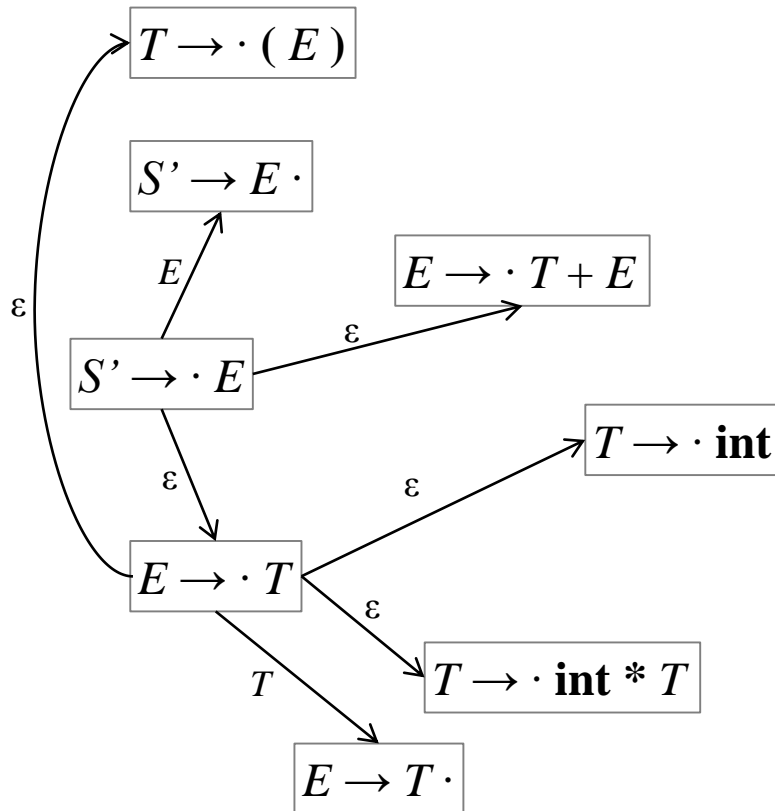 T → · ( E )
S’ → E ·
E
E → · T + E
ε
ε
S’ → · E
T → · int
ε
ε
E → · T
ε
T
T → · int * T
E → T ·